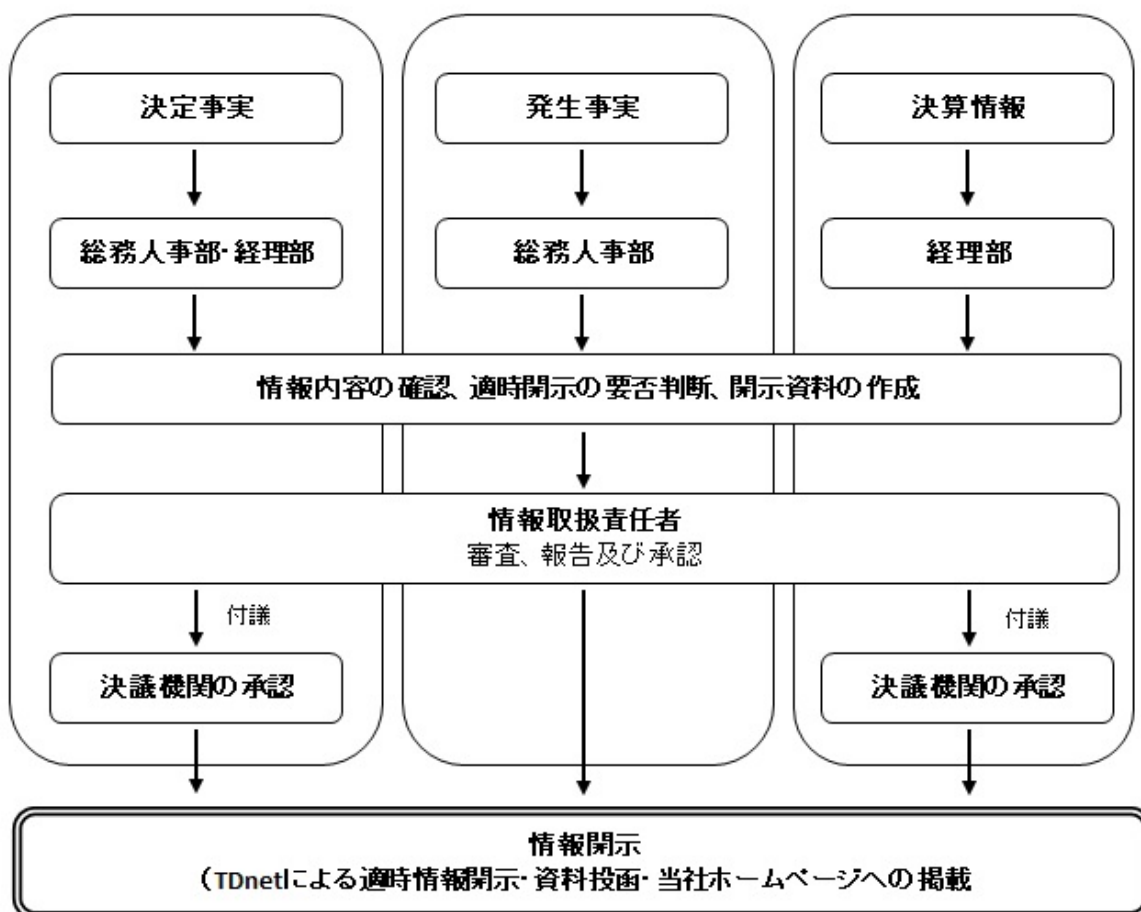 決定事実
発生事実
決算情報
総務人事部・経理部
総務人事部
経理部
情報内容の確認、適時開示の要否判断、開示資料の作成
情報取扱責任者
審査、報告及び承認
付議
付議
決議機関の承認
決議機関の承認
情報開示
(TDnetによる適時情報開示・資料投函・当社ホームページへの掲載